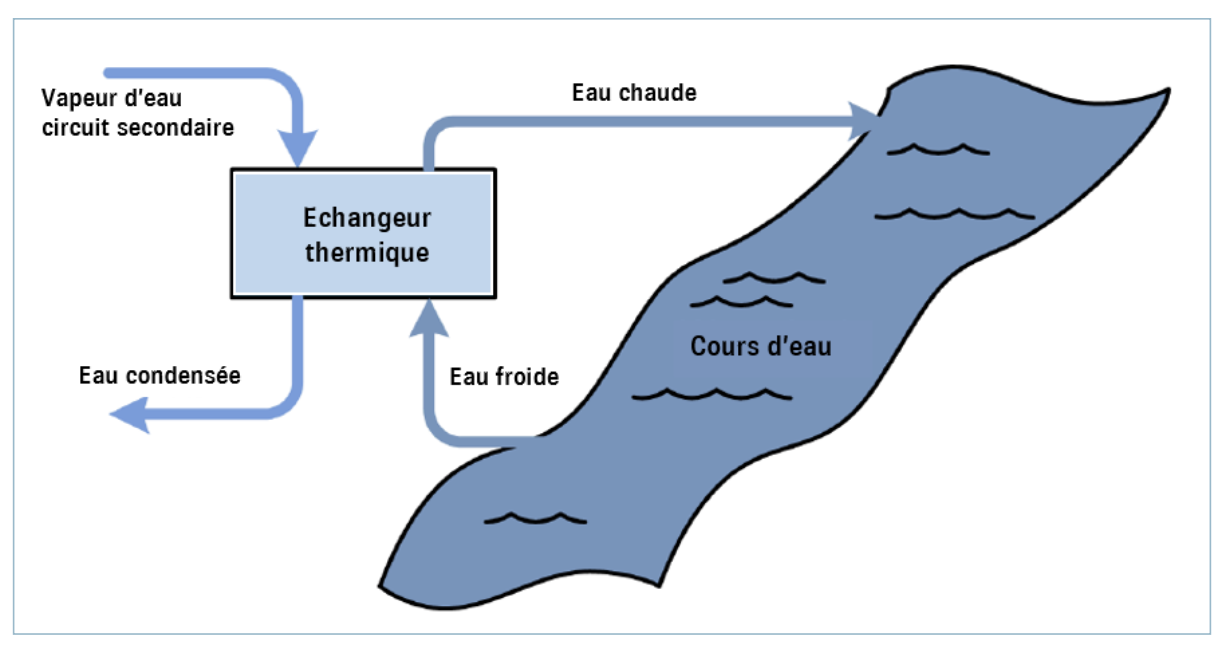 Vapeur d'eau
circuit secondaire
Eau chaude
Echangeur
thermique
Cours d'eau
Eau condensée
Eau froide